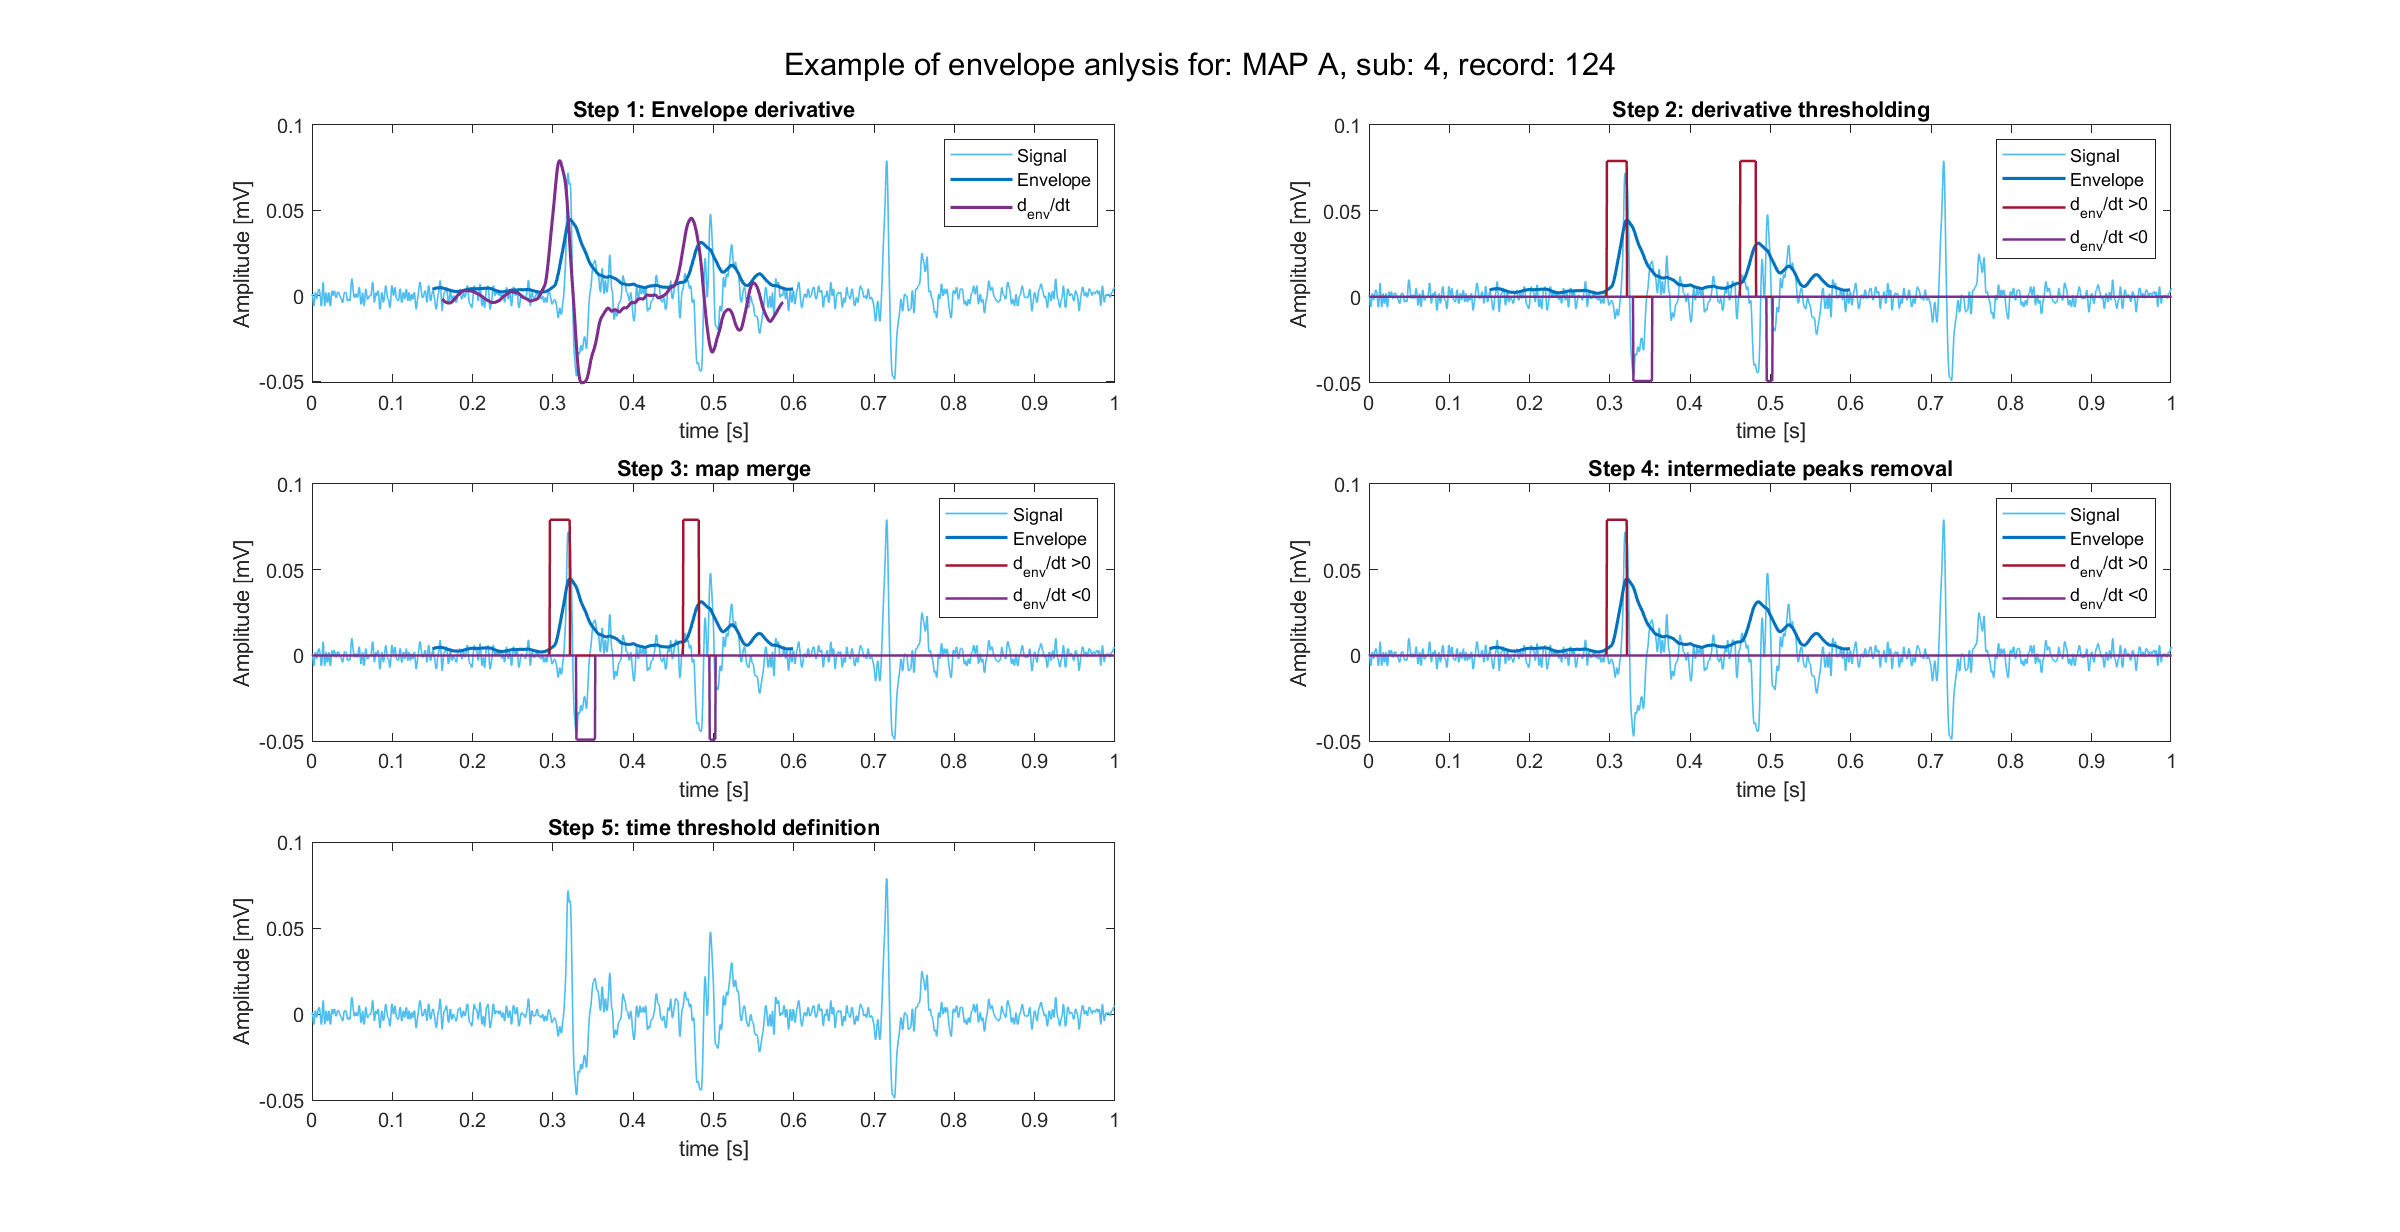 Example of envelope anlysis for: MAP A, sub: 4, record: 124
Step 1: Envelope derivative
0.1
0.05
0
-0.05
Amplitude [mV]
0 0.1 0.2 0.3 0.4 0.5 0.6 0.7 0.8 0.9 1
time [s]
Signal
Envelope
d_env/dt
Step 2: derivative thresholding
0.1
0.05
0
-0.05
Amplitude [mV]
0 0.1 0.2 0.3 0.4 0.5 0.6 0.7 0.8 0.9 1
time [s]
Signal
Envelope
d_env/dt >0
d_env/dt <0
Step 3: map merge
0.1
0.05
0
-0.05
Amplitude [mV]
0 0.1 0.2 0.3 0.4 0.5 0.6 0.7 0.8 0.9 1
time [s]
Signal
Envelope
d_env/dt >0
d_env/dt <0
Step 4: intermediate peaks removal
0.1
0.05
0
-0.05
Amplitude [mV]
0 0.1 0.2 0.3 0.4 0.5 0.6 0.7 0.8 0.9 1
time [s]
Signal
Envelope
d_env/dt >0
d_env/dt <0
Step 5: time threshold definition
0.1
0.05
0
-0.05
Amplitude [mV]
0 0.1 0.2 0.3 0.4 0.5 0.6 0.7 0.8 0.9 1
time [s]